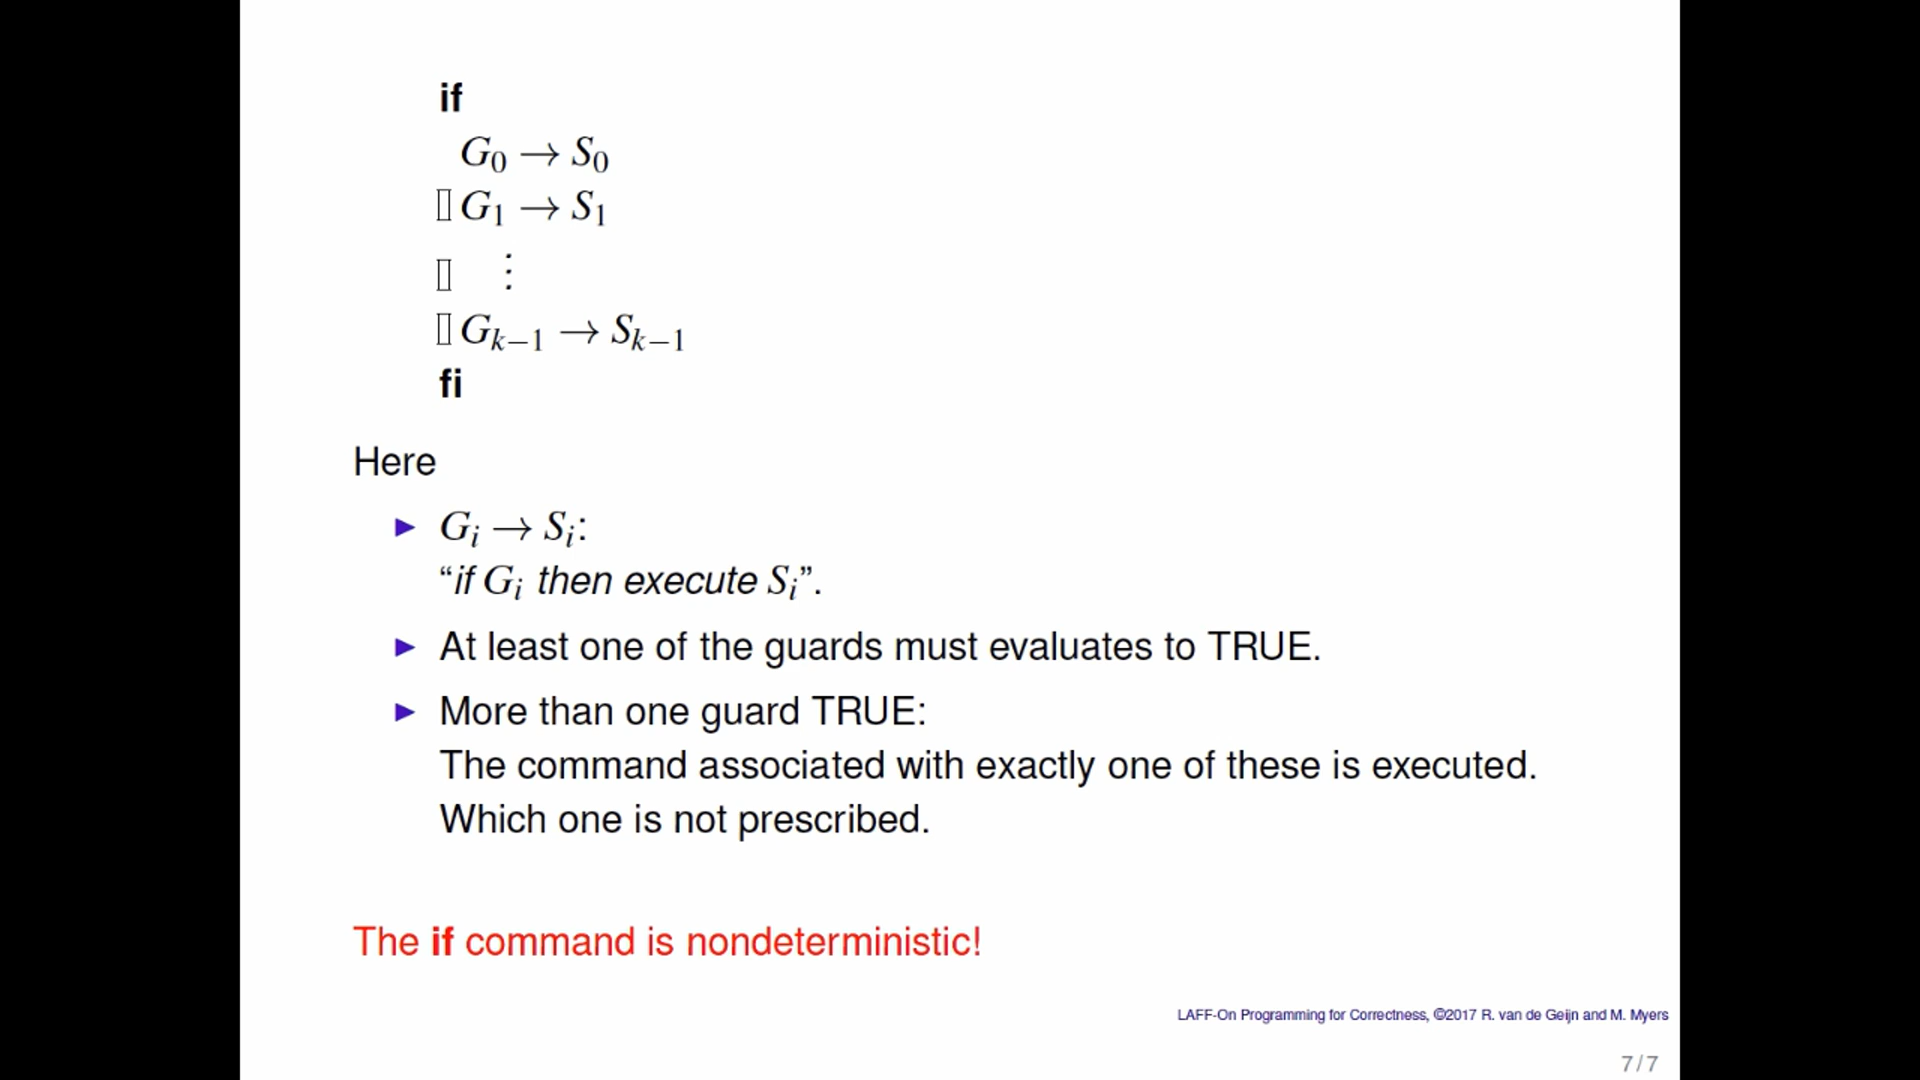 if
G₀ → S₀
▯ G₁ → S₁
▯ ⋮
▯ Gₖ₋₁ → Sₖ₋₁
fi
Here
▶ Gᵢ → Sᵢ:
“if Gᵢ then execute Sᵢ”.
▶ At least one of the guards must evaluates to TRUE.
▶ More than one guard TRUE:
The command associated with exactly one of these is executed.
Which one is not prescribed.
The if command is nondeterministic!
LAFF-On Programming for Correctness, ©2017 R. van de Geijn and M. Myers
7/7